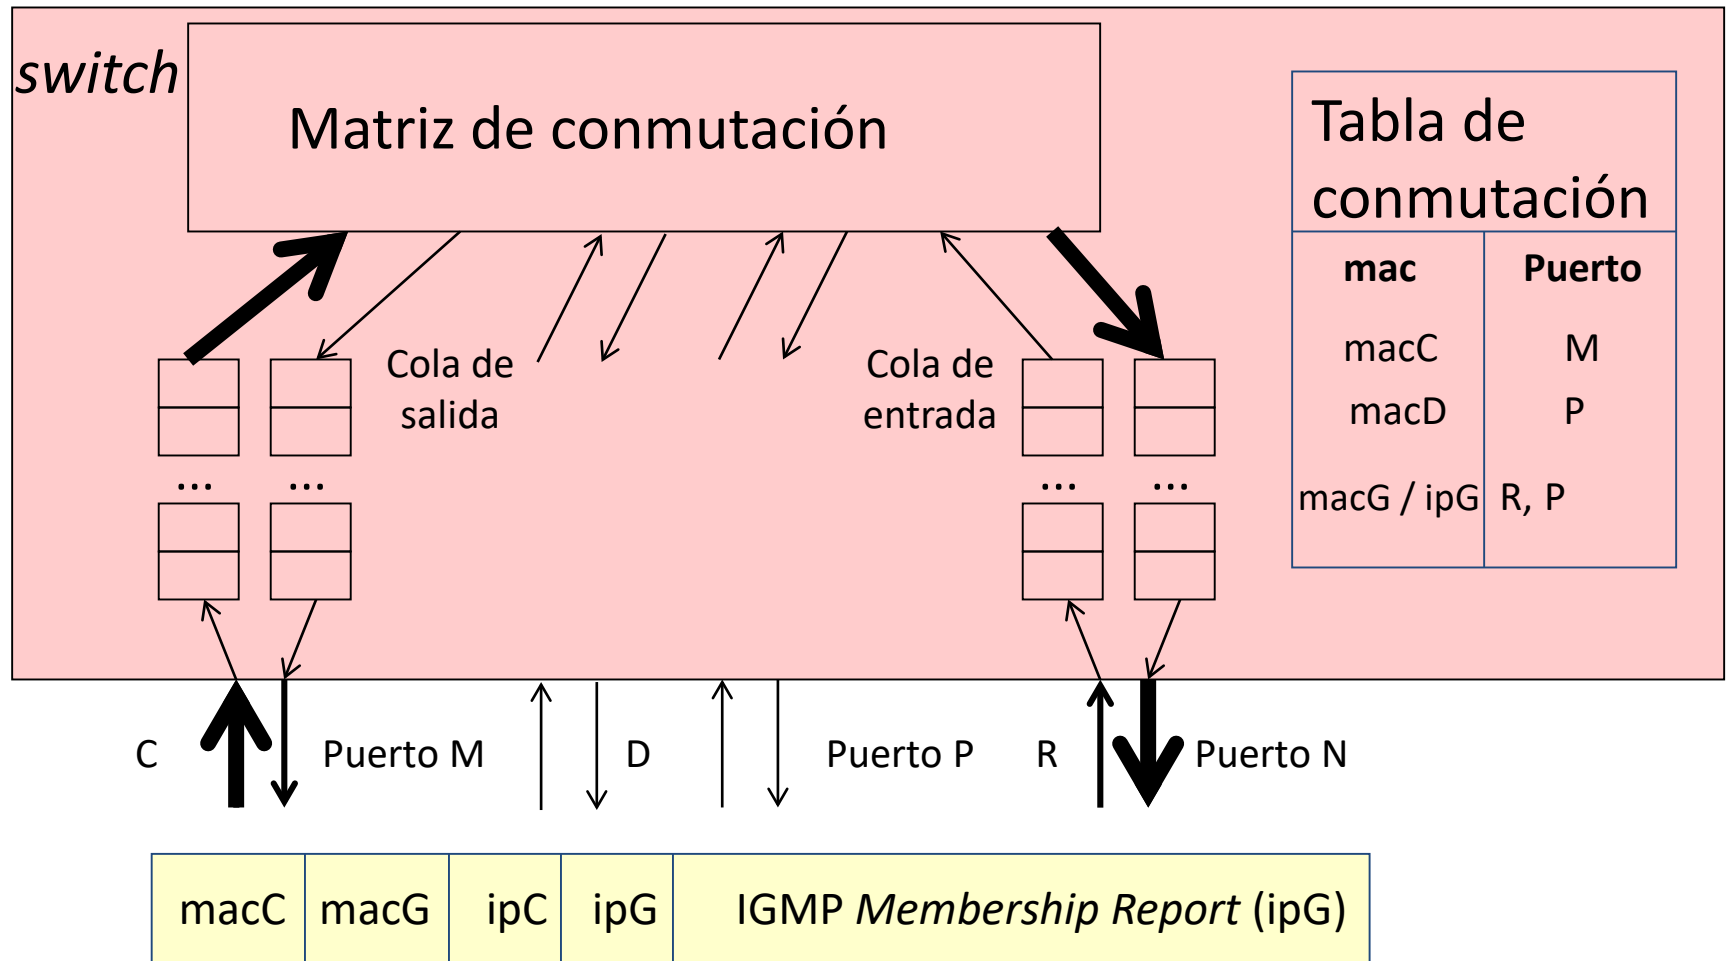 switch
Matriz de conmutación
Tabla de
conmutación
mac Puerto
macC M
macD P
macG / ipG R, P
Cola de
salida
Cola de
entrada
... ... ... ...
C Puerto M D Puerto P R Puerto N
macC macG ipC ipG IGMP Membership Report (ipG)